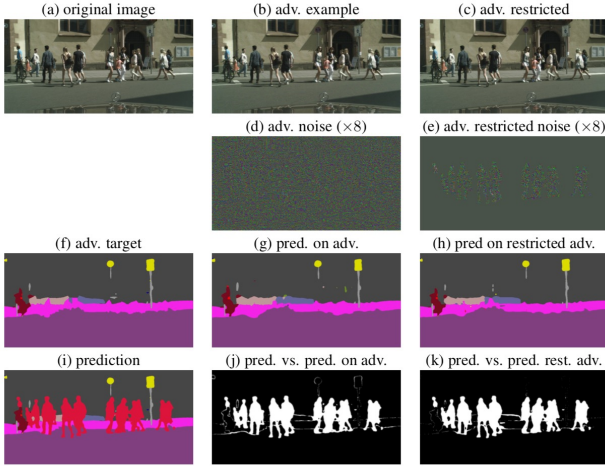 (a) original image
(b) adv. example
(c) adv. restricted
(d) adv. noise (×8)
(e) adv. restricted noise (×8)
(f) adv. target
(g) pred. on adv.
(h) pred on restricted adv.
(i) prediction
(j) pred. vs. pred. on adv.
(k) pred. vs. pred. rest. adv.